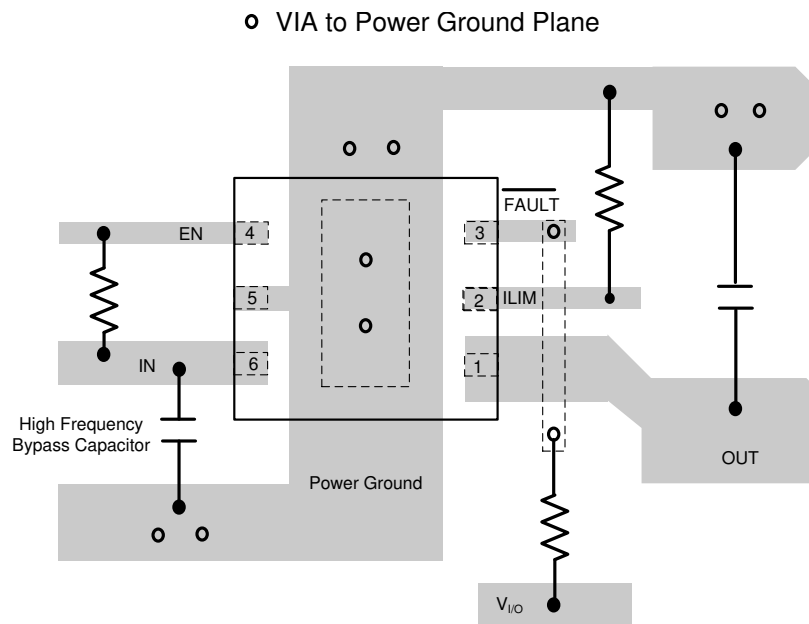 VIA to Power Ground Plane
FAULT
EN 4
3
5
2 ILIM
IN 6
1
High Frequency
Bypass Capacitor
Power Ground
OUT
VI/O